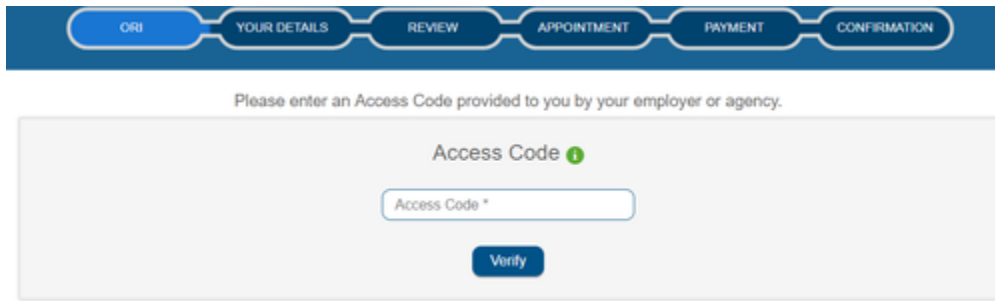 ORI YOUR DETAILS REVIEW APPOINTMENT PAYMENT CONFIRMATION
Please enter an Access Code provided to you by your employer or agency.
Access Code i
Access Code *
Verify